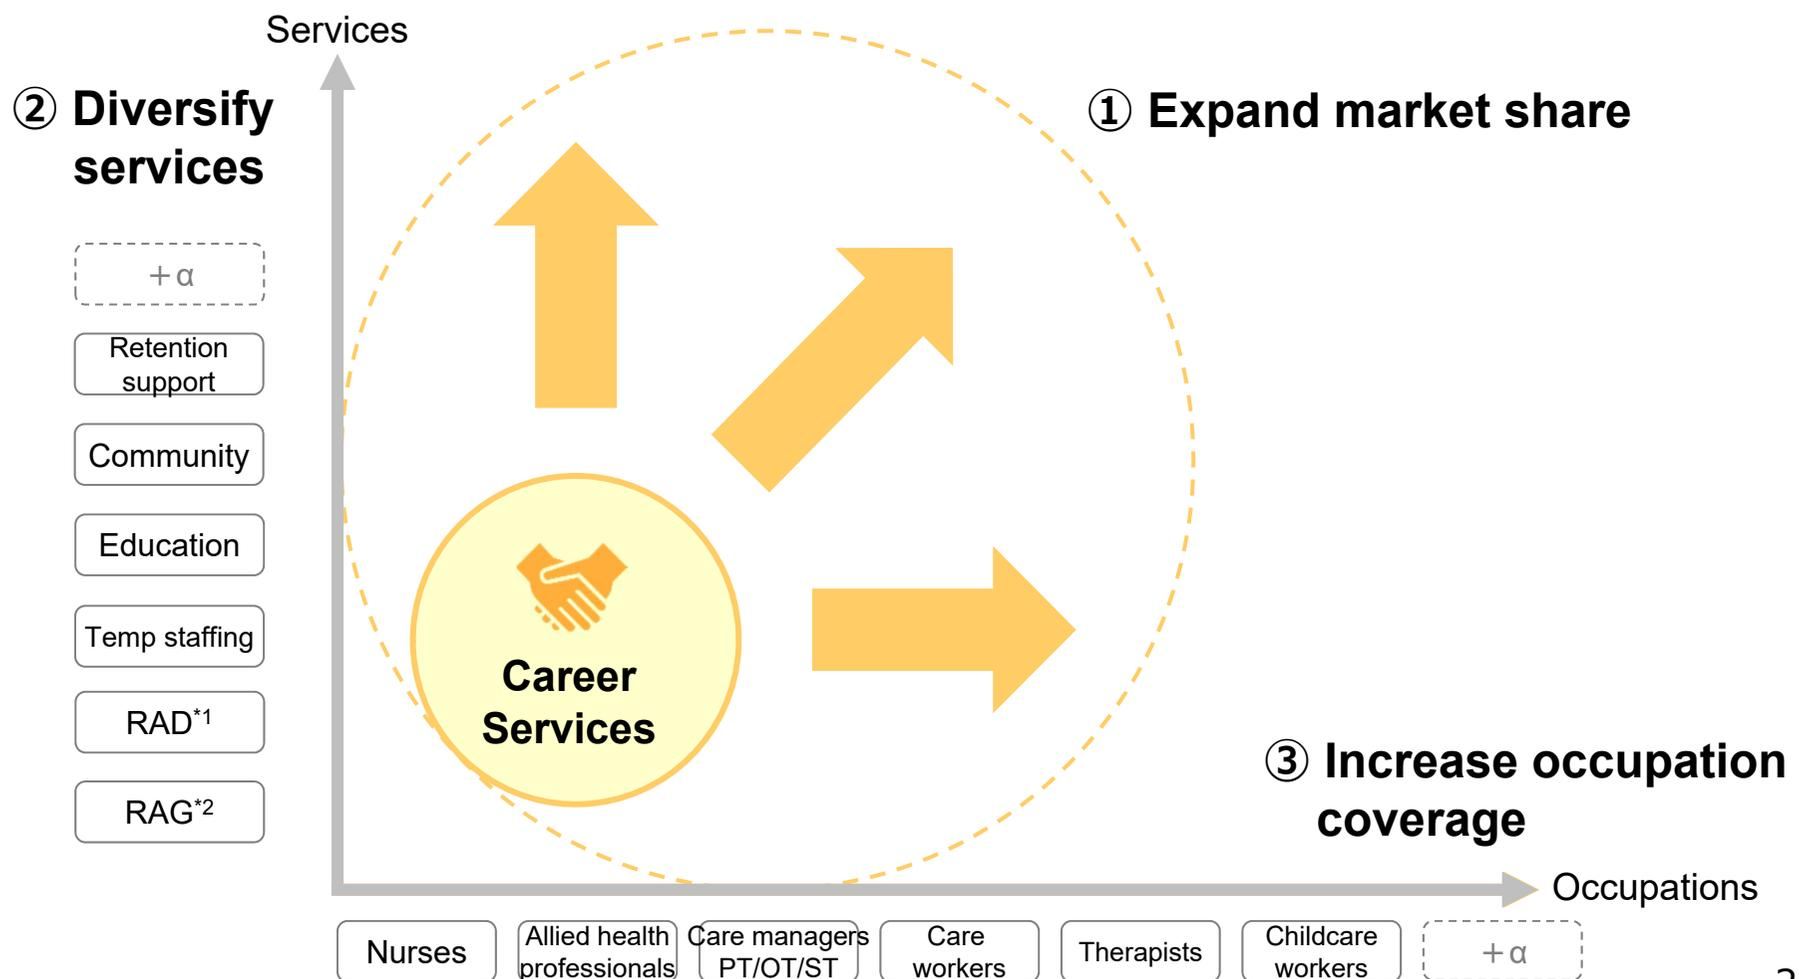 Services
② Diversify
services
① Expand market share
+α
Retention
support
Community
Education
Temp staffing
RAD*1
RAG*2
Career
Services
③ Increase occupation
coverage
Occupations
Nurses
Allied health
professionals
Care managers
PT/OT/ST
Care
workers
Therapists
Childcare
workers
+α